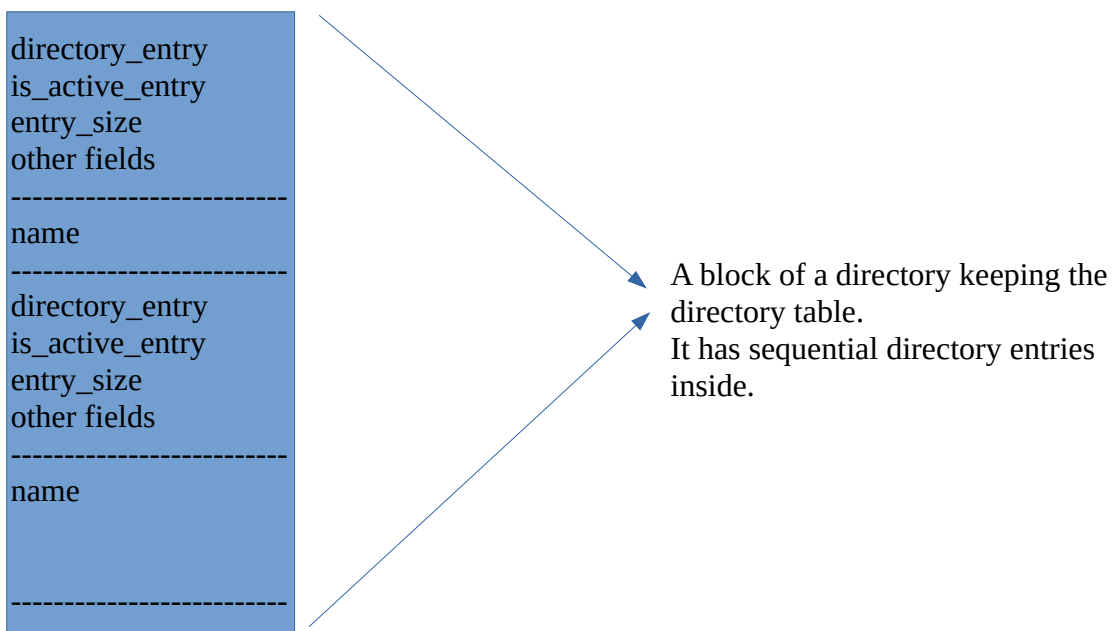 directory_entry
is_active_entry
entry_size
other fields
--------------------------
name
--------------------------
directory_entry
is_active_entry
entry_size
other fields
--------------------------
name
--------------------------
A block of a directory keeping the
directory table.
It has sequential directory entries
inside.